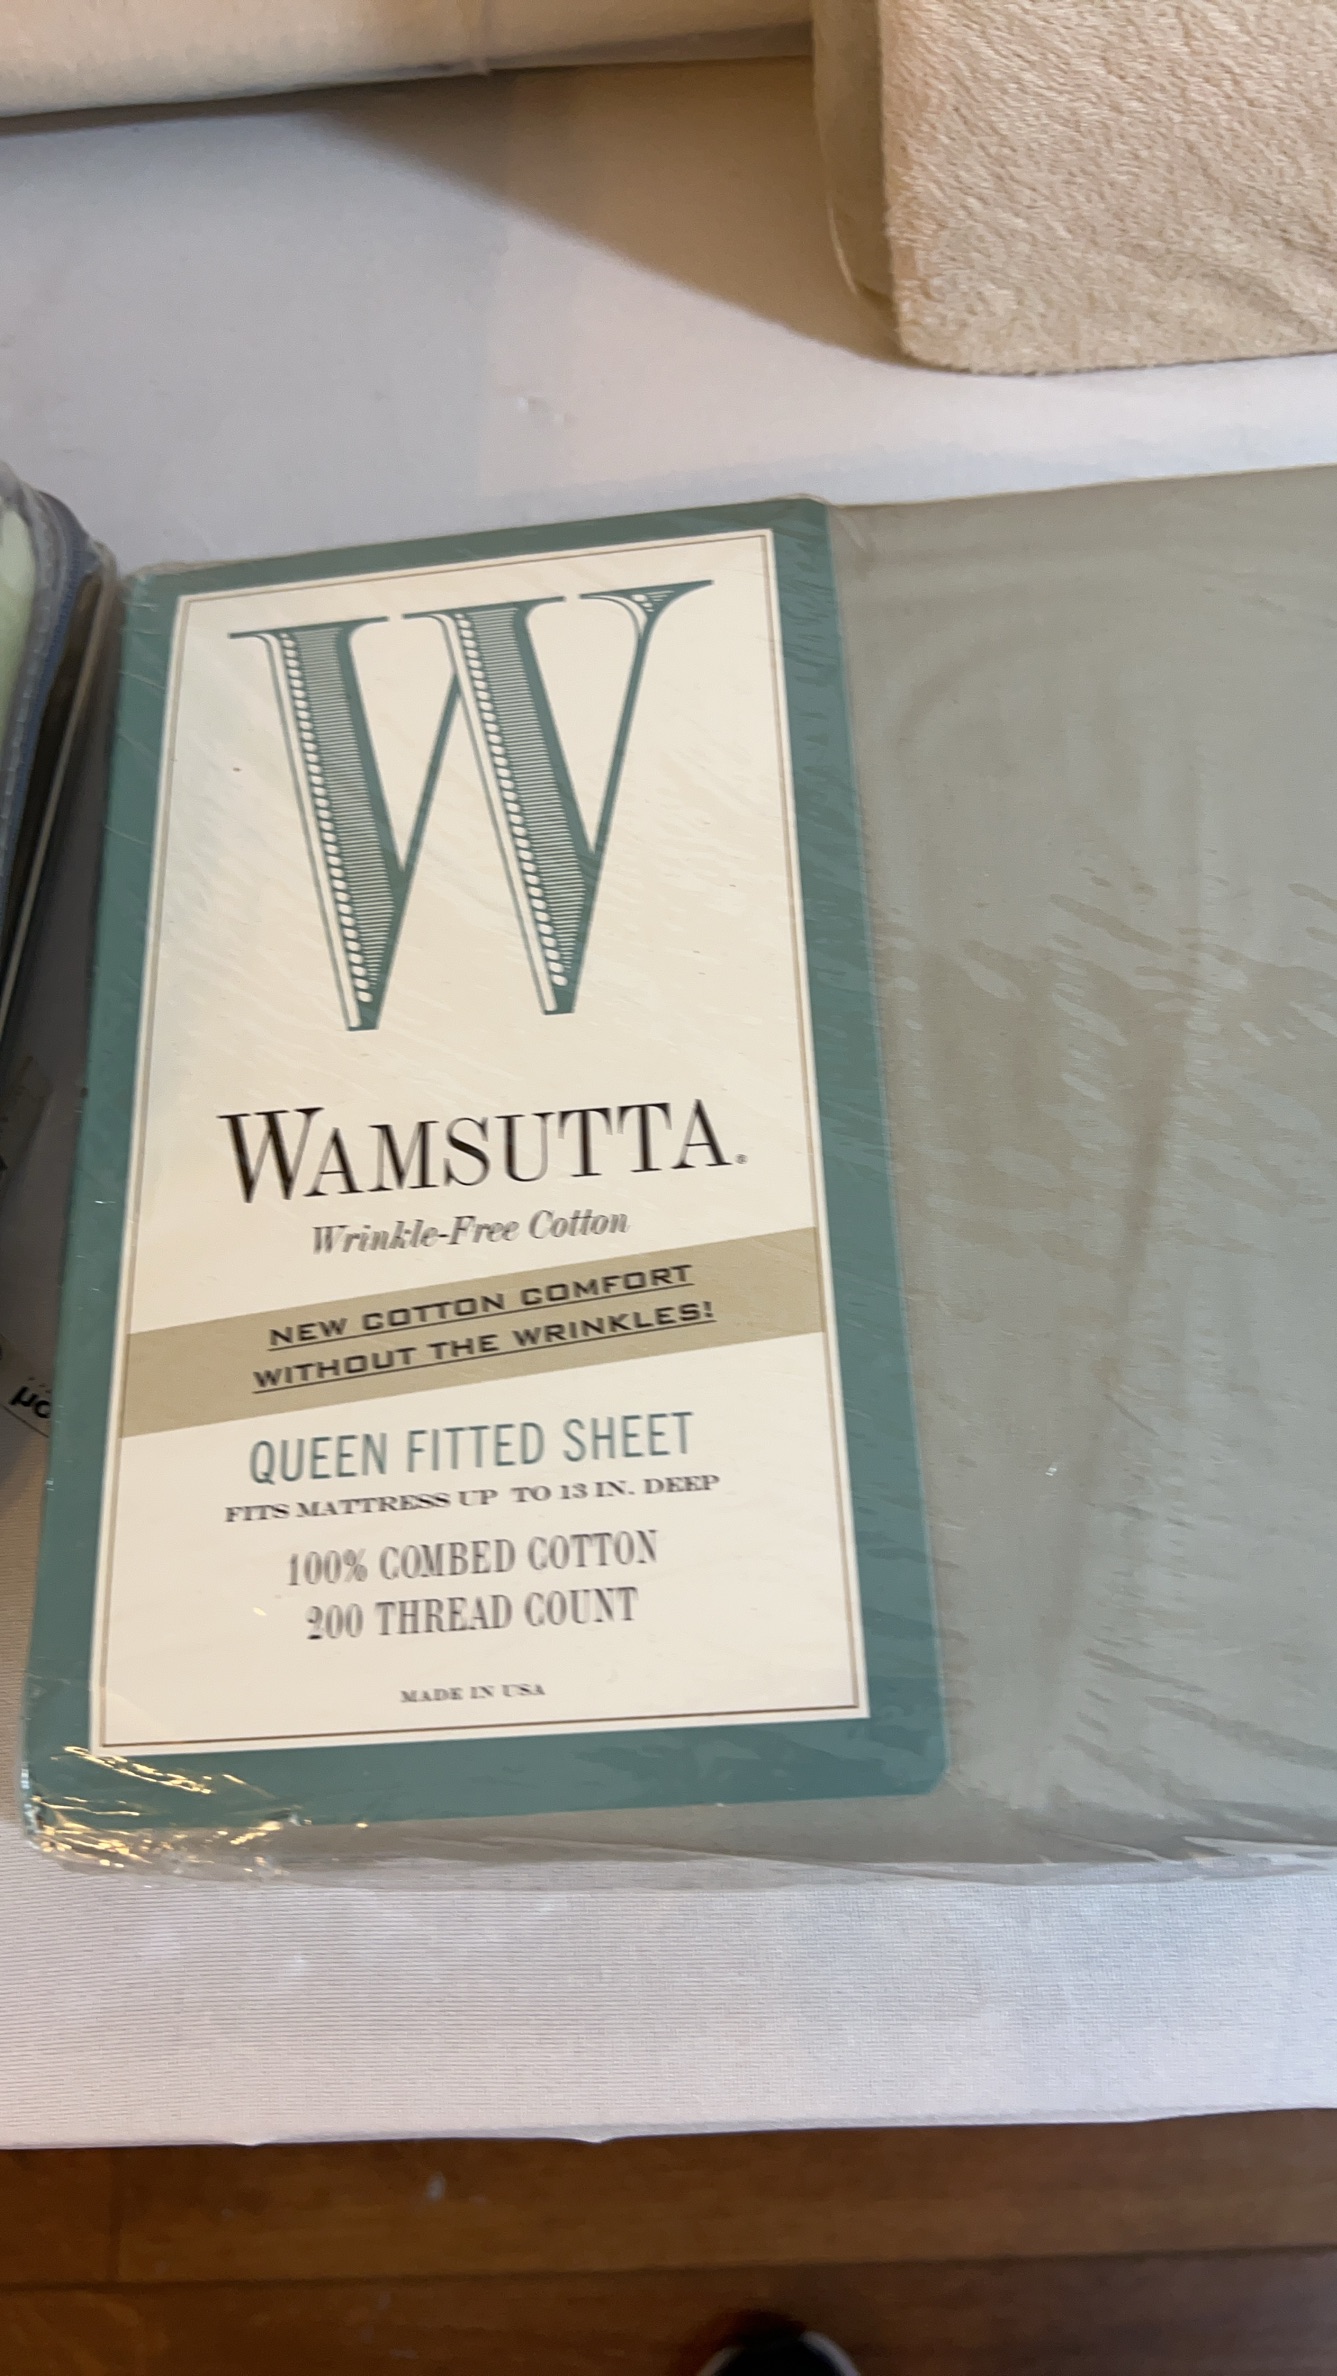 W
WAMSUTTA®
Wrinkle-Free Cotton
NEW COTTON COMFORT
WITHOUT THE WRINKLES!
QUEEN FITTED SHEET
FITS MATTRESS UP TO 13 IN. DEEP
100% COMBED COTTON
200 THREAD COUNT
MADE IN USA